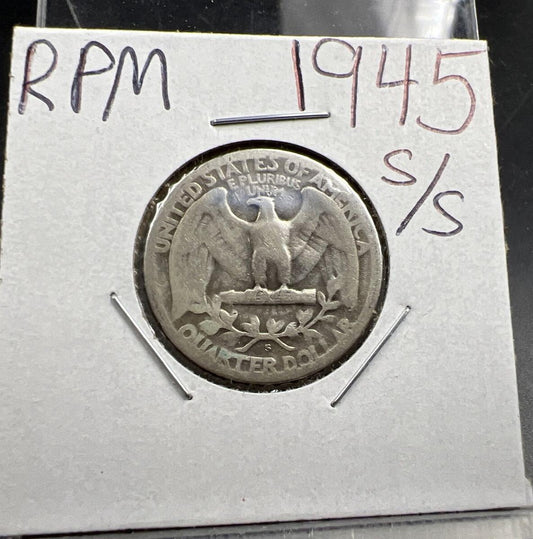 RPM 1945
S/S
UNITED STATES OF AMERICA
E PLURIBUS
UNUM
S
QUARTER DOLLAR